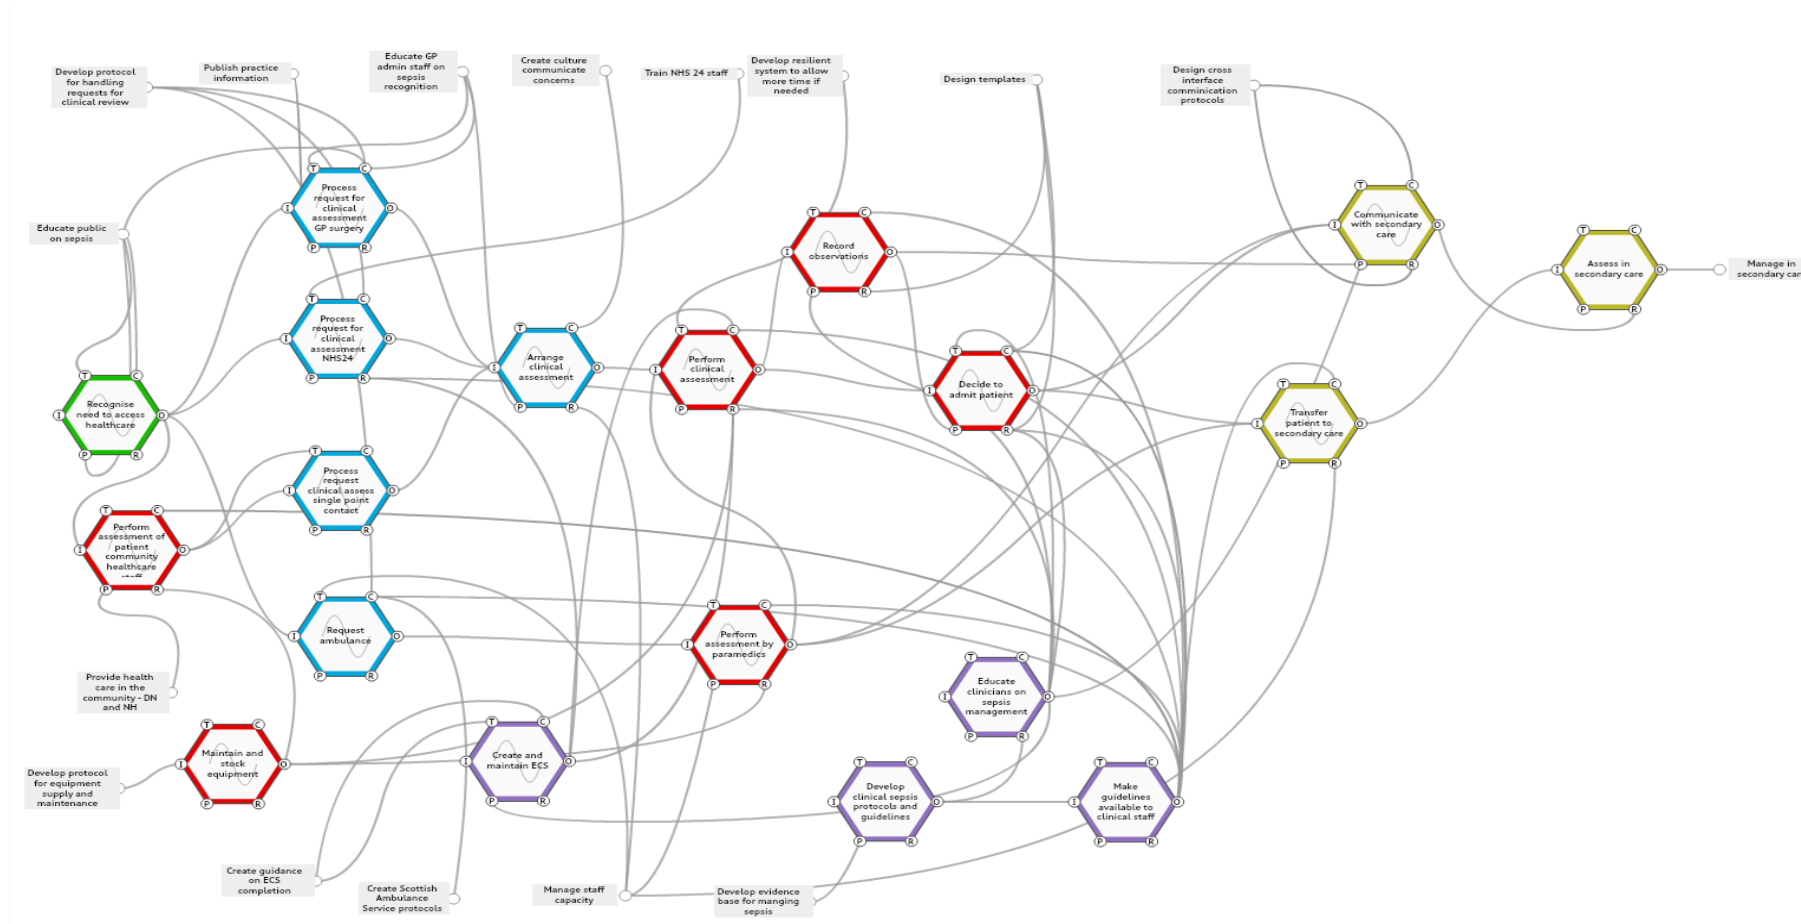 Develop protocol
for handling
requests for
clinical review
Publish practice
information
Educate GP
admin staff on
sepsis
recognition
Create culture
communicate
concerns
Train NHS 24 staff
Develop resilient
system to allow
more time if
needed
Design templates
Design cross
interface
comminication
protocols
T C
Process
request for
clinical
assessment
GP surgery
I O
P R
T C
Record
observations
I O
P R
T C
Communicate
with secondary
care
I O
P R
T C
Assess in
secondary care
I O
P R
Manage in
secondary car
Educate public
on sepsis
T C
Process
request for
clinical
assessment
NHS24
I O
P R
T C
Arrange
clinical
assessment
I O
P R
T C
Perform
clinical
assessment
I O
P R
T C
Decide to
admit patient
I O
P R
T C
Transfer
patient to
secondary care
I O
P R
T C
Recognise
need to access
healthcare
I O
P R
T C
Process
request
clinical assess
single point
contact
I O
P R
T C
Perform
assessment of
patient
community
healthcare
staff
I O
P R
T C
Request
ambulance
I O
P R
T C
Perform
assessment by
paramedics
I O
P R
T C
Educate
clinicians on
sepsis
management
I O
P R
Provide health
care in the
community - DN
and NH
T C
Maintain and
stock
equipment
I O
P R
T C
Create and
maintain ECS
I O
P R
T C
Develop
clinical sepsis
protocols and
guidelines
I O
P R
T C
Make
guidelines
available to
clinical staff
I O
P R
Develop protocol
for equipment
supply and
maintenance
Create guidance
on ECS
completion
Create Scottish
Ambulance
Service protocols
Manage staff
capacity
Develop evidence
base for manging
sepsis